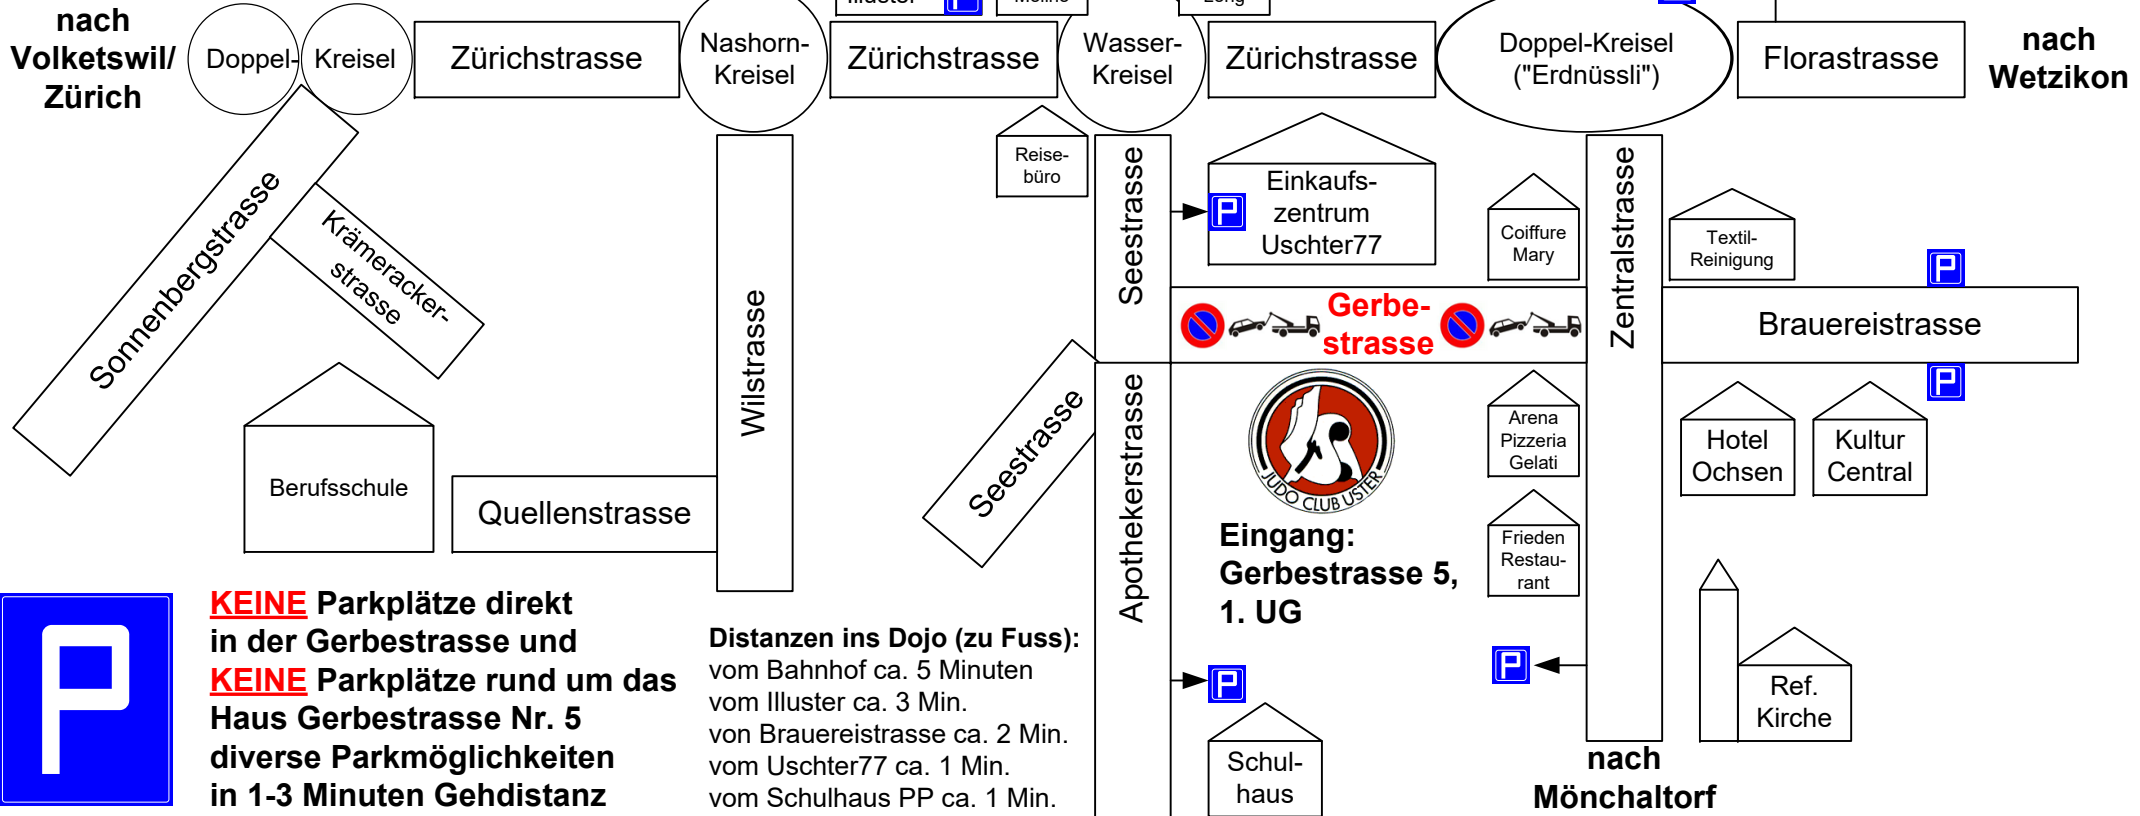 nach
Volketswil/
Zürich
Doppel-
Kreisel
Zürichstrasse
Nashorn-
Kreisel
Zürichstrasse
Wasser-
Kreisel
Zürichstrasse
Doppel-Kreisel
("Erdnüssli")
Florastrasse
nach
Wetzikon
Sonnenbergstrasse
Krämeracker-
strasse
Wilstrasse
Reise-
büro
Seestrasse
P
Einkaufs-
zentrum
Uschter77
Coiffure
Mary
Zentralstrasse
Textil-
Reinigung
P
Gerbe-
strasse
Brauereistrasse
P
Berufsschule
Quellenstrasse
Seestrasse
Apothekerstrasse
JUDO CLUB USTER
Arena
Pizzeria
Gelati
Hotel
Ochsen
Kultur
Central
Eingang:
Gerbestrasse 5,
1. UG
Frieden
Restau-
rant
P
KEINE Parkplätze direkt
in der Gerbestrasse und
KEINE Parkplätze rund um das
Haus Gerbestrasse Nr. 5
diverse Parkmöglichkeiten
in 1-3 Minuten Gehdistanz
Distanzen ins Dojo (zu Fuss):
vom Bahnhof ca. 5 Minuten
vom Illuster ca. 3 Min.
von Brauereistrasse ca. 2 Min.
vom Uschter77 ca. 1 Min.
vom Schulhaus PP ca. 1 Min.
P
Schul-
haus
P
Ref.
Kirche
nach
Mönchaltorf